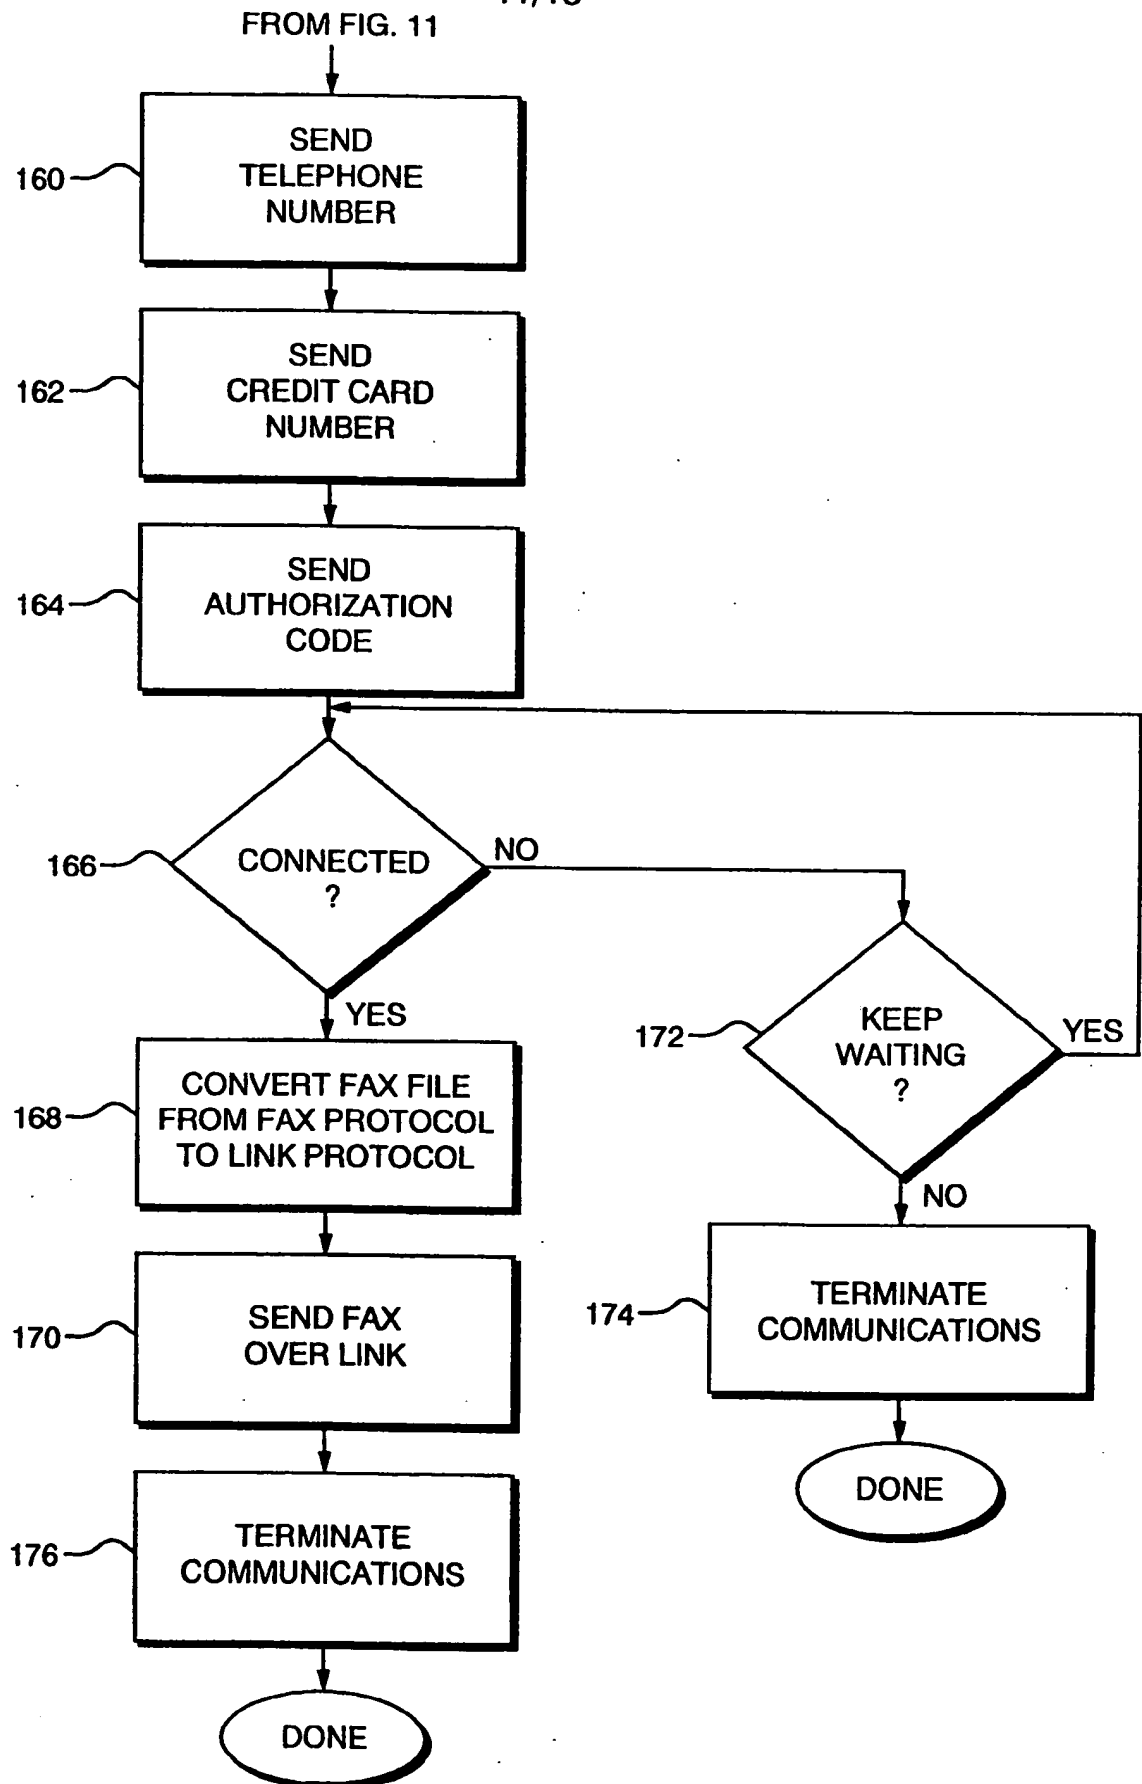 FROM FIG. 11
160
SEND
TELEPHONE
NUMBER
162
SEND
CREDIT CARD
NUMBER
164
SEND
AUTHORIZATION
CODE
166
CONNECTED
?
NO
YES
172
KEEP
WAITING
?
YES
NO
168
CONVERT FAX FILE
FROM FAX PROTOCOL
TO LINK PROTOCOL
170
SEND FAX
OVER LINK
174
TERMINATE
COMMUNICATIONS
DONE
176
TERMINATE
COMMUNICATIONS
DONE